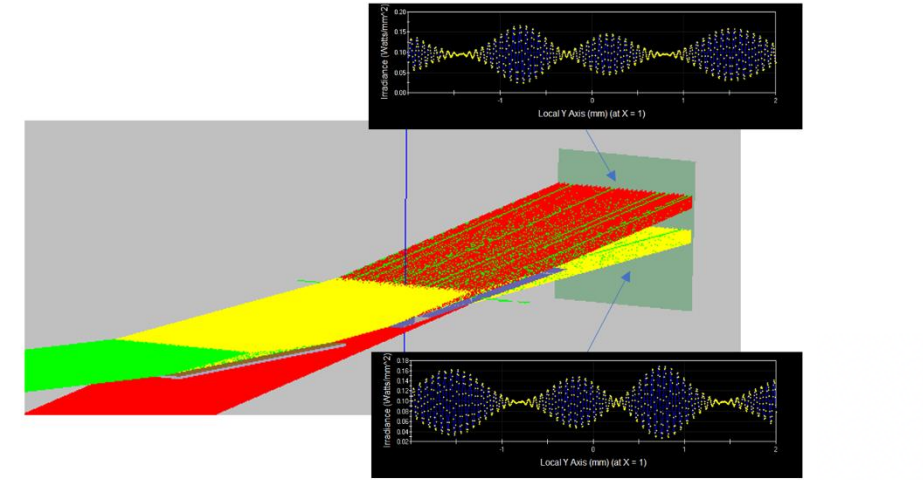 Irradiance (Watts/mm^2)
0.20
0.15
0.10
0.05
0.00
-1 0 1 2
Local Y Axis (mm) (at X = 1)
Irradiance (Watts/mm^2)
0.18
0.16
0.14
0.12
0.10
0.08
0.06
0.04
0.02
-1 0 1 2
Local Y Axis (mm) (at X = 1)